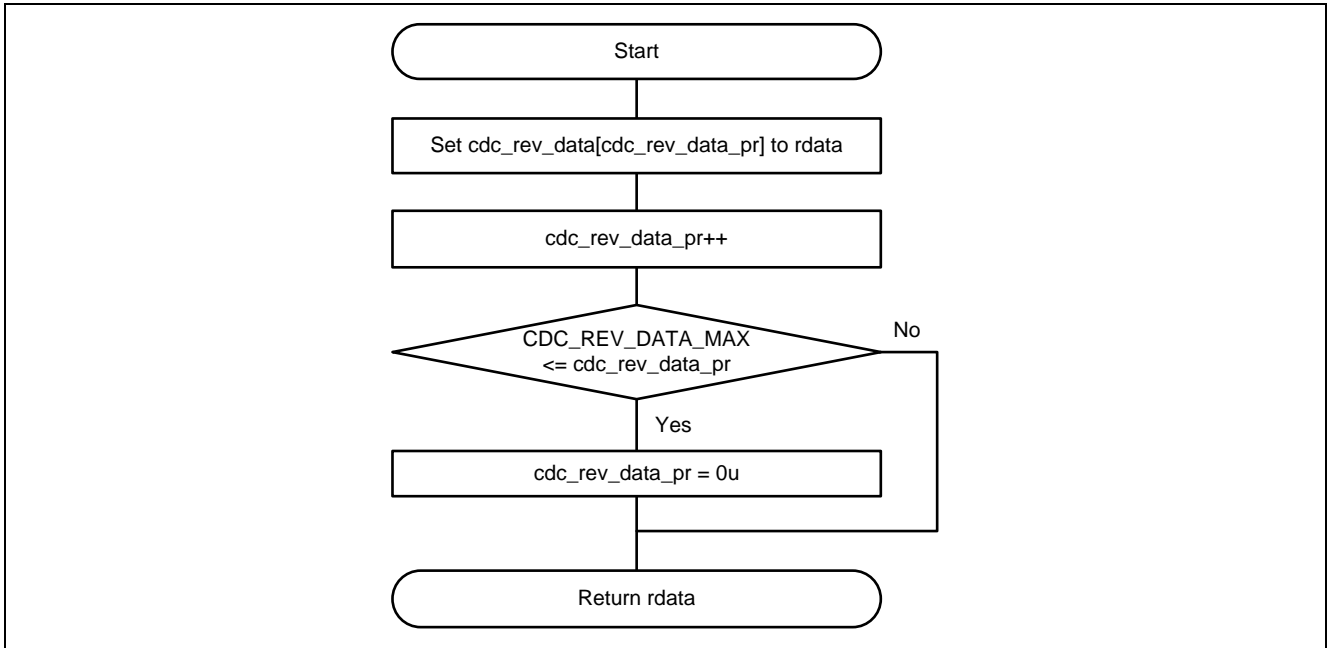 Start
Set cdc_rev_data[cdc_rev_data_pr] to rdata
cdc_rev_data_pr++
CDC_REV_DATA_MAX
<= cdc_rev_data_pr
No
Yes
cdc_rev_data_pr = 0u
Return rdata